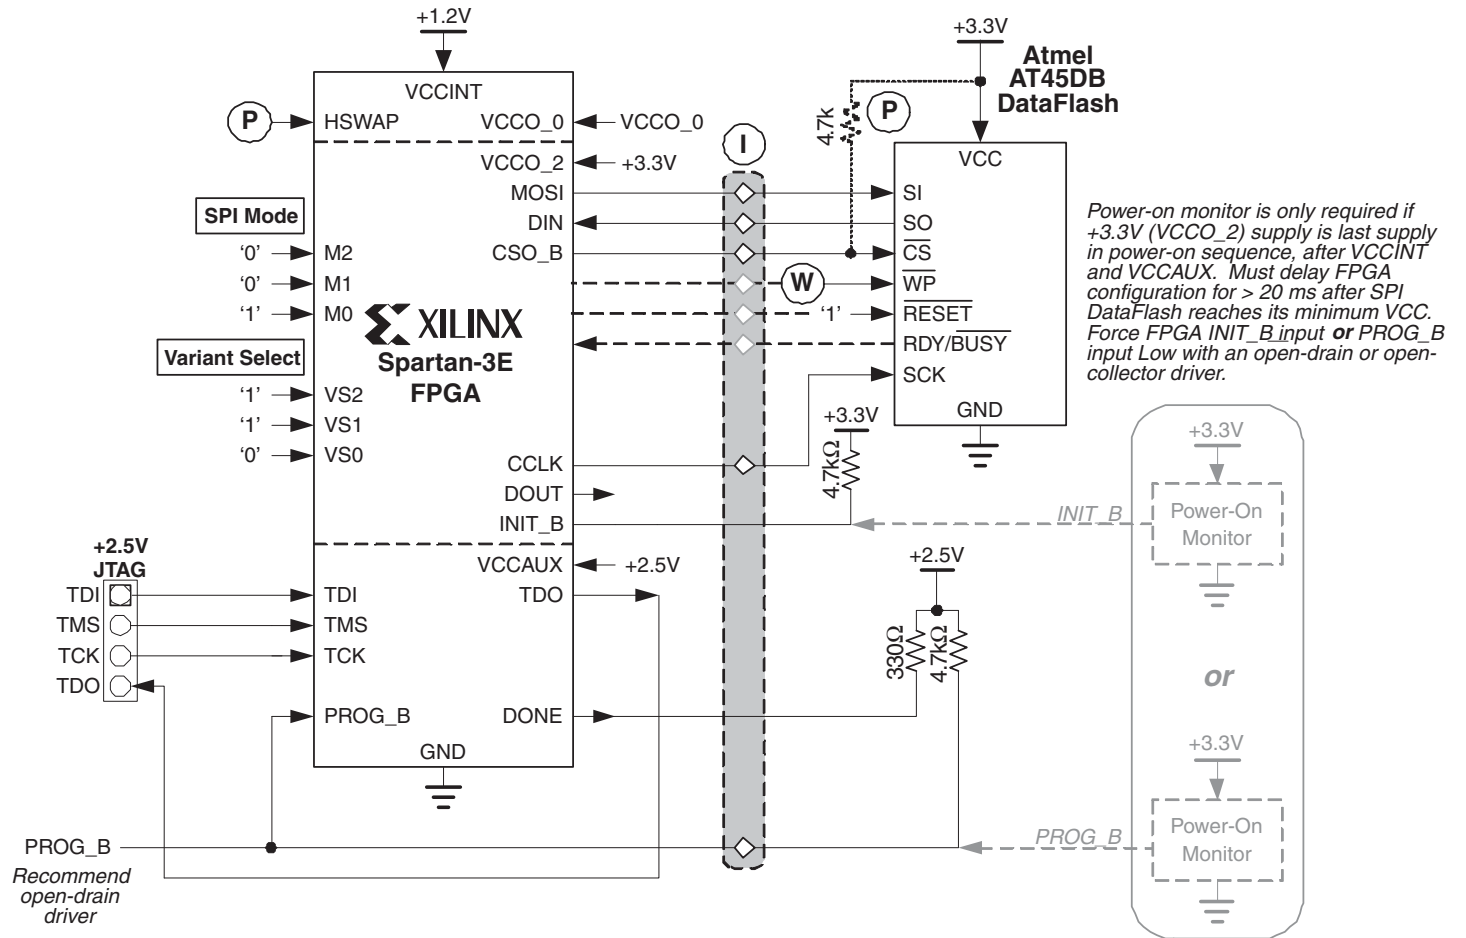 +1.2V
VCCINT
P
HSWAP
VCCO_0
VCCO_0
VCCO_2
+3.3V
MOSI
DIN
CSO_B
SPI Mode
'0'
M2
'0'
M1
'1'
M0
XILINX
Spartan-3E
FPGA
Variant Select
'1'
VS2
'1'
VS1
'0'
VS0
CCLK
DOUT
INIT_B
VCCAUX
+2.5V
TDO
+2.5V
JTAG
TDI
TMS
TCK
TDO
TDI
TMS
TCK
PROG_B
DONE
GND
PROG_B
Recommend
open-drain
driver
I
W
'1'
+3.3V
Atmel
AT45DB
DataFlash
4.7k
P
VCC
SI
SO
CS
WP
RESET
RDY/BUSY
SCK
GND
+3.3V
4.7kΩ
+2.5V
330Ω
4.7kΩ
Power-on monitor is only required if
+3.3V (VCCO_2) supply is last supply
in power-on sequence, after VCCINT
and VCCAUX. Must delay FPGA
configuration for > 20 ms after SPI
DataFlash reaches its minimum VCC.
Force FPGA INIT_B input or PROG_B
input Low with an open-drain or open-
collector driver.
+3.3V
INIT_B
Power-On
Monitor
or
+3.3V
PROG_B
Power-On
Monitor